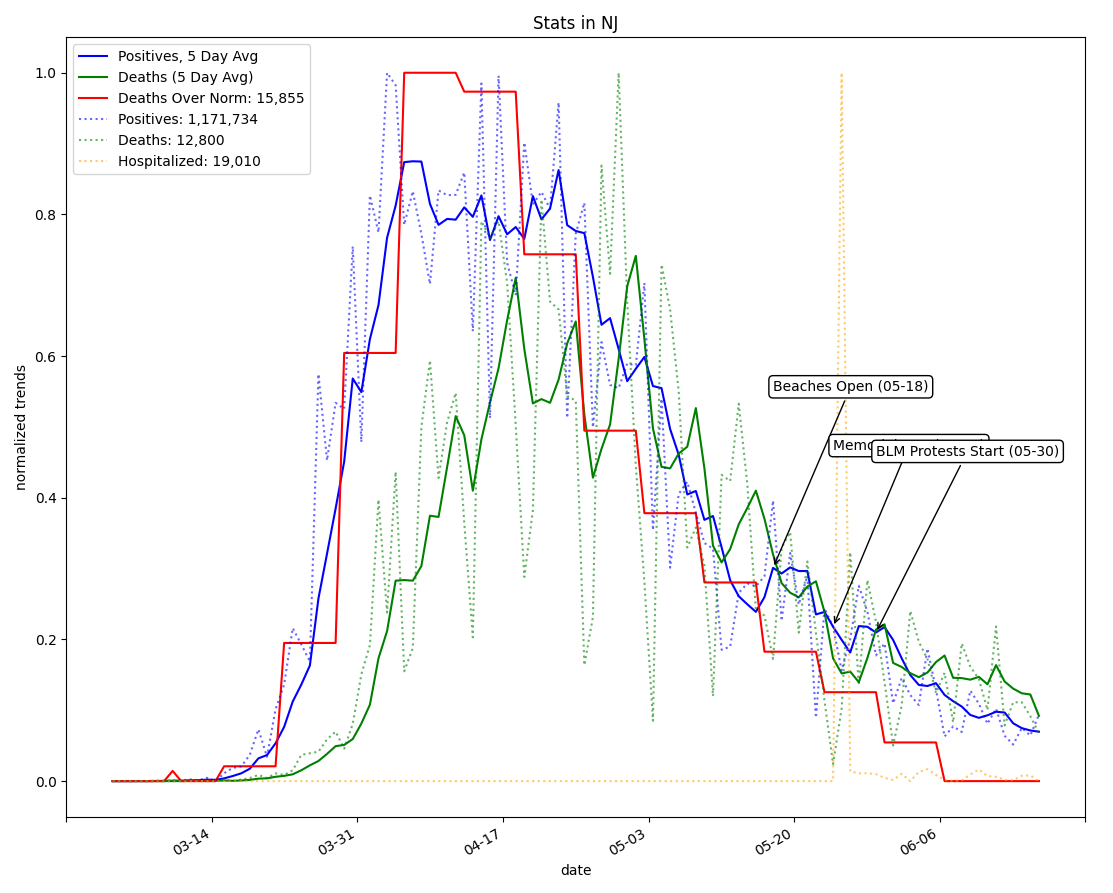 Stats in NJ
Positives, 5 Day Avg
Deaths (5 Day Avg)
Deaths Over Norm: 15,855
Positives: 1,171,734
Deaths: 12,800
Hospitalized: 19,010
normalized trends
1.0
0.8
0.6
0.4
0.2
0.0
Beaches Open (05-18)
BLM Protests Start (05-30)
03-14
03-31
04-17
05-03
05-20
06-06
date